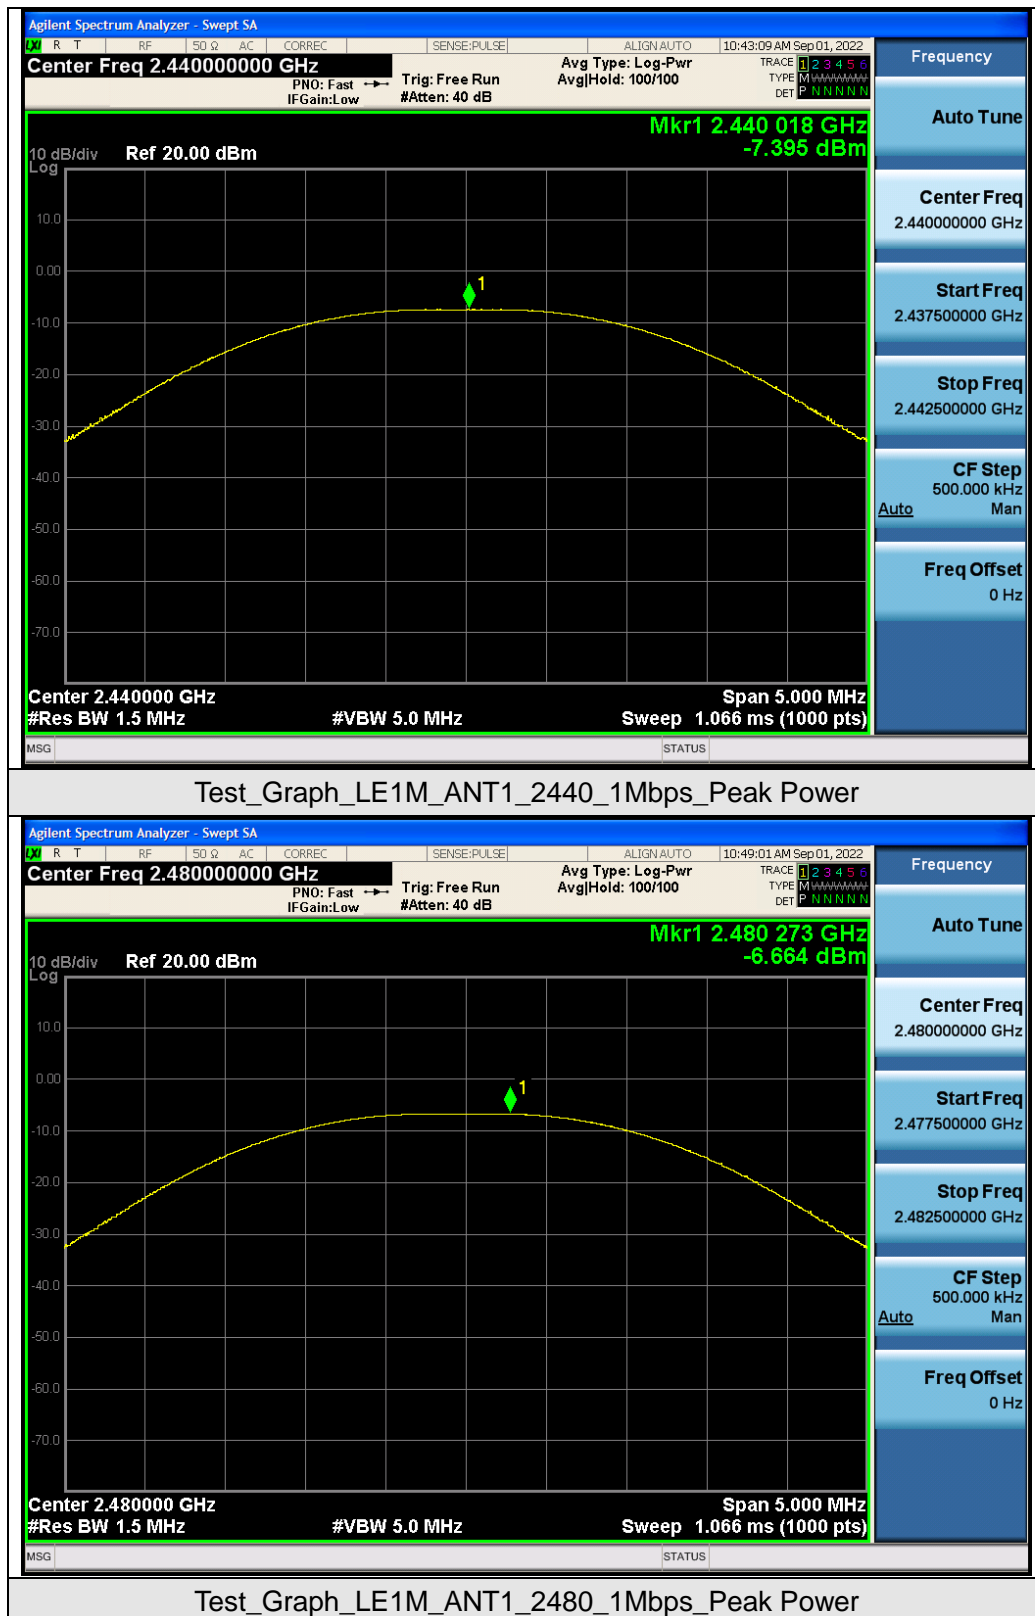 Agilent Spectrum Analyzer - Swept SA
LXI R T RF 50 Ω AC CORREC SENSE:PULSE ALIGN AUTO 10:43:09 AM Sep 01, 2022
Center Freq 2.440000000 GHz
PNO: Fast
IFGain:Low
Trig: Free Run
#Atten: 40 dB
Avg Type: Log-Pwr
Avg|Hold: 100/100
TRACE 1 2 3 4 5 6
TYPE M
DET P N N N N N
Frequency
Mkr1 2.440 018 GHz
-7.395 dBm
10 dB/div Ref 20.00 dBm
Log
10.0
0.00
-10.0
-20.0
-30.0
-40.0
-50.0
-60.0
-70.0
1
Auto Tune
Center Freq
2.440000000 GHz
Start Freq
2.437500000 GHz
Stop Freq
2.442500000 GHz
CF Step
500.000 kHz
Auto Man
Freq Offset
0 Hz
Center 2.440000 GHz Span 5.000 MHz
#Res BW 1.5 MHz #VBW 5.0 MHz Sweep 1.066 ms (1000 pts)
MSG STATUS
Test_Graph_LE1M_ANT1_2440_1Mbps_Peak Power
Agilent Spectrum Analyzer - Swept SA
LXI R T RF 50 Ω AC CORREC SENSE:PULSE ALIGN AUTO 10:49:01 AM Sep 01, 2022
Center Freq 2.480000000 GHz
PNO: Fast
IFGain:Low
Trig: Free Run
#Atten: 40 dB
Avg Type: Log-Pwr
Avg|Hold: 100/100
TRACE 1 2 3 4 5 6
TYPE M
DET P N N N N N
Frequency
Mkr1 2.480 273 GHz
-6.664 dBm
10 dB/div Ref 20.00 dBm
Log
10.0
0.00
-10.0
-20.0
-30.0
-40.0
-50.0
-60.0
-70.0
1
Auto Tune
Center Freq
2.480000000 GHz
Start Freq
2.477500000 GHz
Stop Freq
2.482500000 GHz
CF Step
500.000 kHz
Auto Man
Freq Offset
0 Hz
Center 2.480000 GHz Span 5.000 MHz
#Res BW 1.5 MHz #VBW 5.0 MHz Sweep 1.066 ms (1000 pts)
MSG STATUS
Test_Graph_LE1M_ANT1_2480_1Mbps_Peak Power